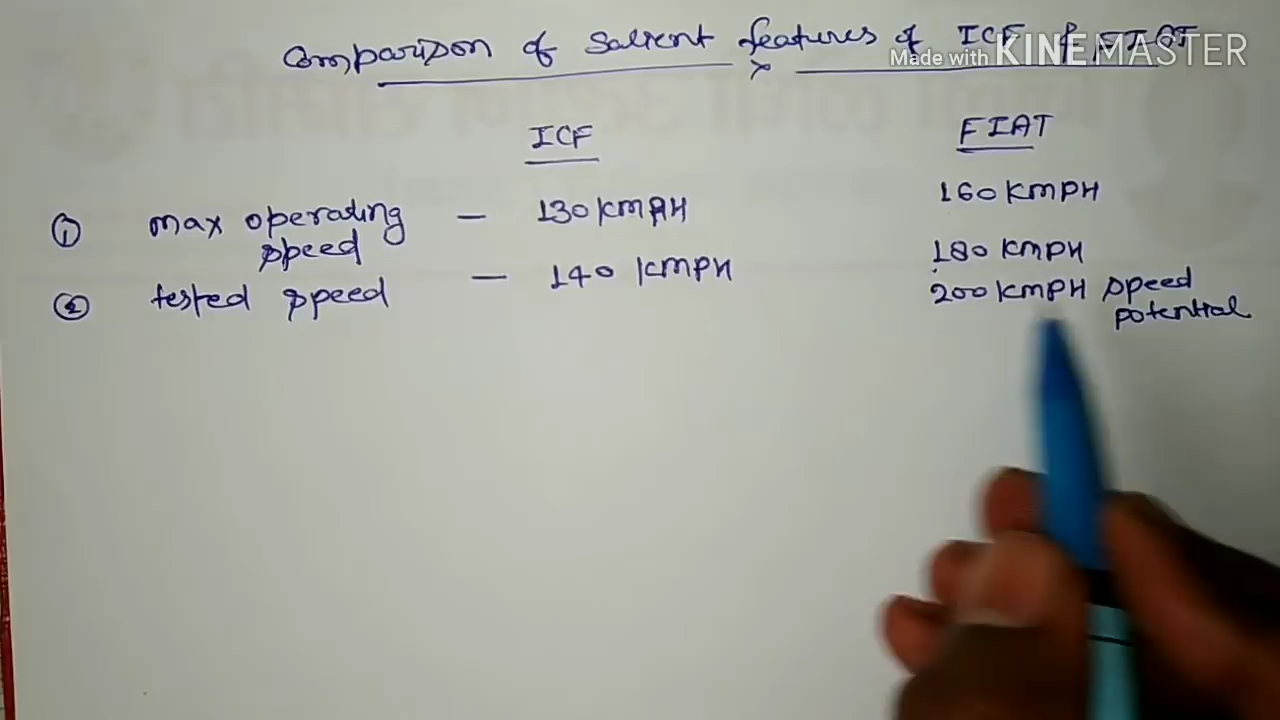 Comparison of Salient features of ICF & FIAT
Made with KINEMASTER
ICF FIAT
① max operating speed — 130 KMPH 160 KMPH
② tested speed — 140 KMPH 180 KMPH
200 KMPH speed potential